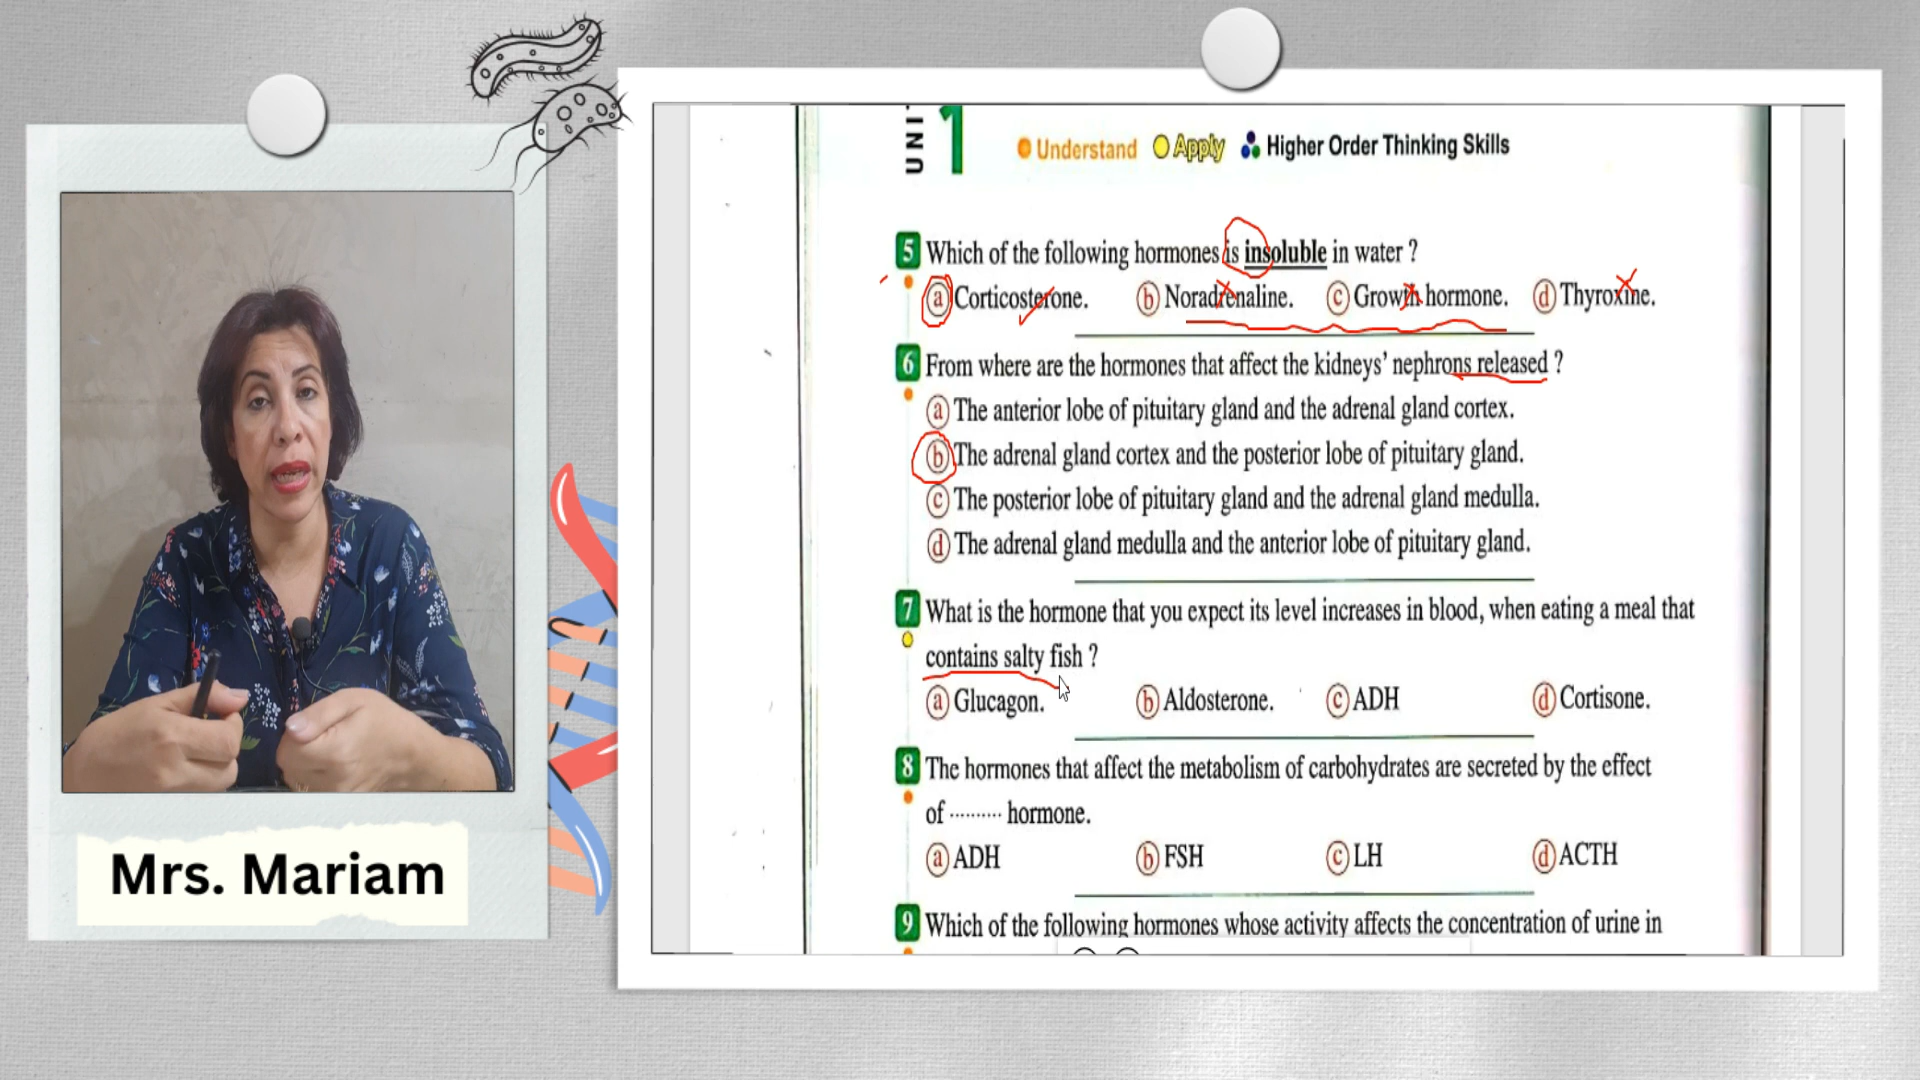 Mrs. Mariam
UNI
1
Understand Apply Higher Order Thinking Skills
5 Which of the following hormones is insoluble in water ?
a Corticosterone. b Noradrenaline. c Growth hormone. d Thyroxine.
6 From where are the hormones that affect the kidneys' nephrons released ?
a The anterior lobe of pituitary gland and the adrenal gland cortex.
b The adrenal gland cortex and the posterior lobe of pituitary gland.
c The posterior lobe of pituitary gland and the adrenal gland medulla.
d The adrenal gland medulla and the anterior lobe of pituitary gland.
7 What is the hormone that you expect its level increases in blood, when eating a meal that
contains salty fish ?
a Glucagon. b Aldosterone. c ADH d Cortisone.
8 The hormones that affect the metabolism of carbohydrates are secreted by the effect
of .......... hormone.
a ADH b FSH c LH d ACTH
9 Which of the following hormones whose activity affects the concentration of urine in